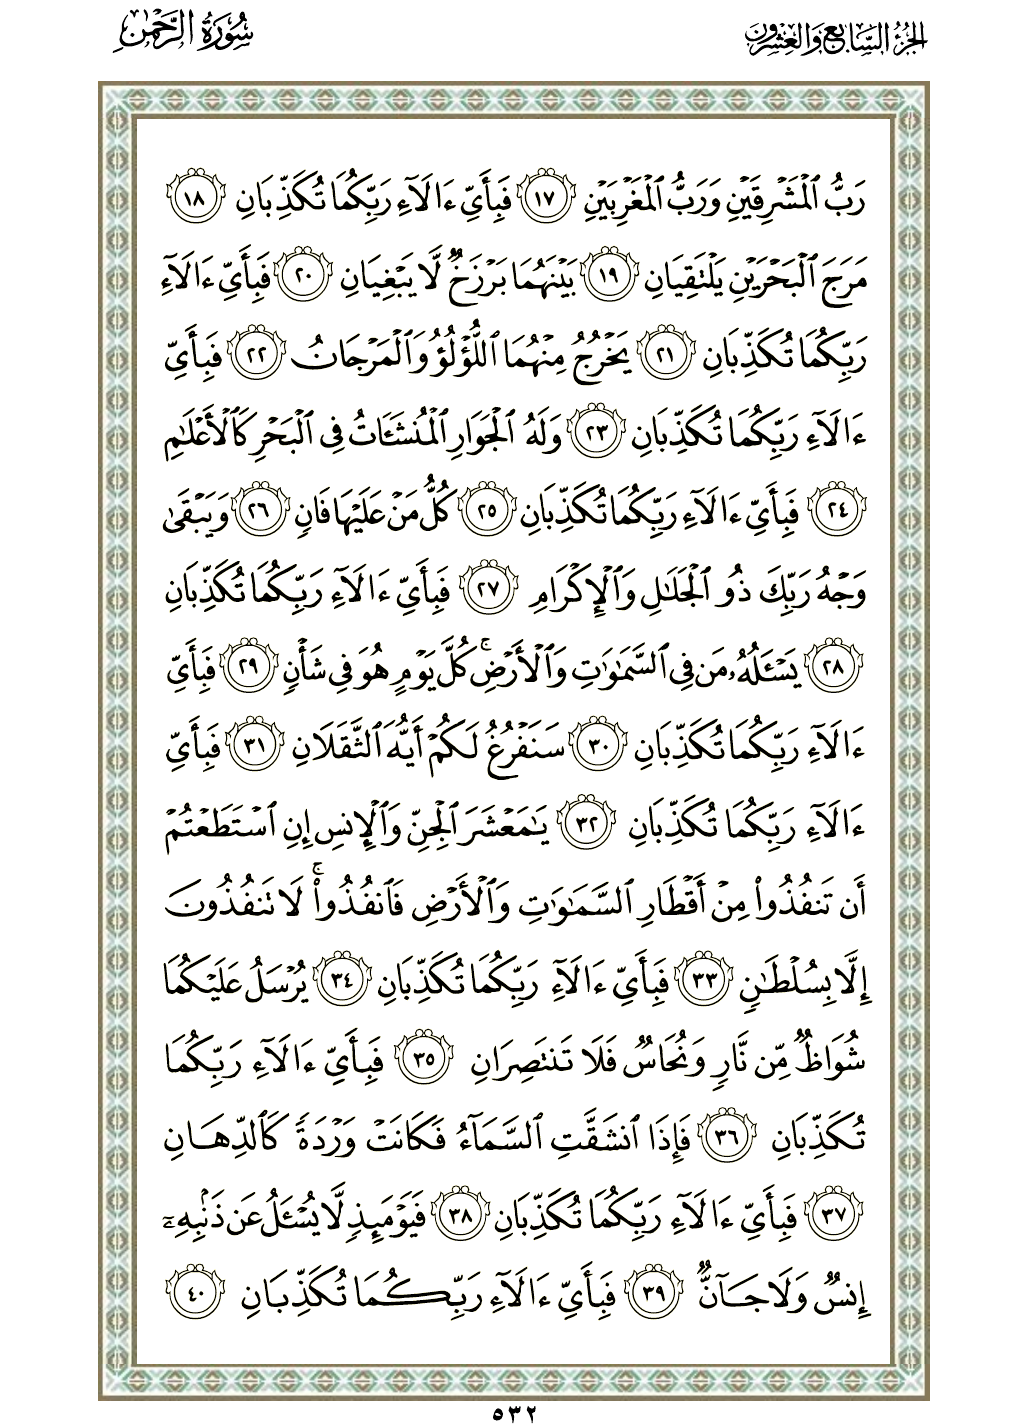 الجزء السابع والعشرون
سورة الرحمن
رَبُّ ٱلْمَشْرِقَيْنِ وَرَبُّ ٱلْمَغْرِبَيْنِ ١٧ فَبِأَىِّ ءَالَآءِ رَبِّكُمَا تُكَذِّبَانِ ١٨
مَرَجَ ٱلْبَحْرَيْنِ يَلْتَقِيَانِ ١٩ بَيْنَهُمَا بَرْزَخٌ لَّا يَبْغِيَانِ ٢٠ فَبِأَىِّ ءَالَآءِ
رَبِّكُمَا تُكَذِّبَانِ ٢١ يَخْرُجُ مِنْهُمَا ٱللُّؤْلُؤُ وَٱلْمَرْجَانُ ٢٢ فَبِأَىِّ
ءَالَآءِ رَبِّكُمَا تُكَذِّبَانِ ٢٣ وَلَهُ ٱلْجَوَارِ ٱلْمُنشَـَٔاتُ فِى ٱلْبَحْرِ كَٱلْأَعْلَـٰمِ
٢٤ فَبِأَىِّ ءَالَآءِ رَبِّكُمَا تُكَذِّبَانِ ٢٥ كُلُّ مَنْ عَلَيْهَا فَانٍ ٢٦ وَيَبْقَىٰ
وَجْهُ رَبِّكَ ذُو ٱلْجَلَـٰلِ وَٱلْإِكْرَامِ ٢٧ فَبِأَىِّ ءَالَآءِ رَبِّكُمَا تُكَذِّبَانِ
٢٨ يَسْـَٔلُهُۥ مَن فِى ٱلسَّمَـٰوَٰتِ وَٱلْأَرْضِ ۚ كُلَّ يَوْمٍ هُوَ فِى شَأْنٍ ٢٩ فَبِأَىِّ
ءَالَآءِ رَبِّكُمَا تُكَذِّبَانِ ٣٠ سَنَفْرُغُ لَكُمْ أَيُّهَ ٱلثَّقَلَانِ ٣١ فَبِأَىِّ
ءَالَآءِ رَبِّكُمَا تُكَذِّبَانِ ٣٢ يَـٰمَعْشَرَ ٱلْجِنِّ وَٱلْإِنسِ إِنِ ٱسْتَطَعْتُمْ
أَن تَنفُذُوا۟ مِنْ أَقْطَارِ ٱلسَّمَـٰوَٰتِ وَٱلْأَرْضِ فَٱنفُذُوا۟ ۚ لَا تَنفُذُونَ
إِلَّا بِسُلْطَـٰنٍ ٣٣ فَبِأَىِّ ءَالَآءِ رَبِّكُمَا تُكَذِّبَانِ ٣٤ يُرْسَلُ عَلَيْكُمَا
شُوَاظٌ مِّن نَّارٍ وَنُحَاسٌ فَلَا تَنتَصِرَانِ ٣٥ فَبِأَىِّ ءَالَآءِ رَبِّكُمَا
تُكَذِّبَانِ ٣٦ فَإِذَا ٱنشَقَّتِ ٱلسَّمَآءُ فَكَانَتْ وَرْدَةً كَٱلدِّهَانِ
٣٧ فَبِأَىِّ ءَالَآءِ رَبِّكُمَا تُكَذِّبَانِ ٣٨ فَيَوْمَئِذٍ لَّا يُسْـَٔلُ عَن ذَنۢبِهِۦٓ
إِنسٌ وَلَا جَآنٌّ ٣٩ فَبِأَىِّ ءَالَآءِ رَبِّكُمَا تُكَذِّبَانِ ٤٠
٥٣٢